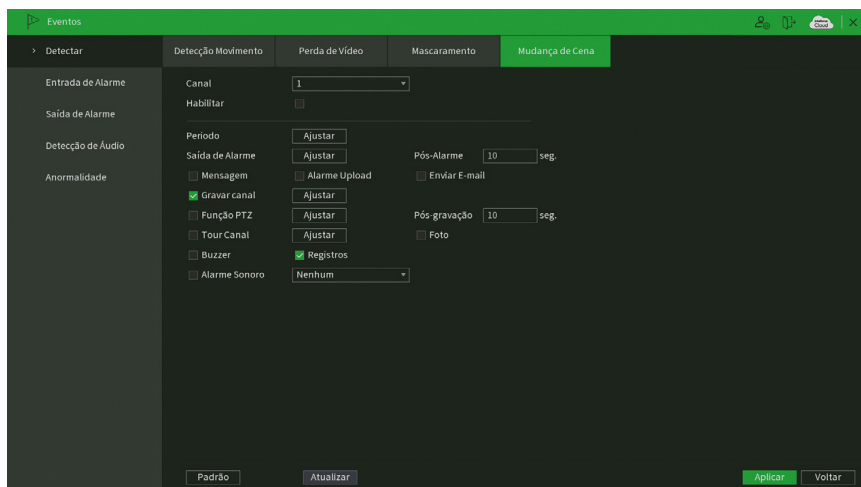 Eventos
Cloud
Detectar
Detecção Movimento
Perda de Vídeo
Mascaramento
Mudança de Cena
Entrada de Alarme
Saída de Alarme
Detecção de Áudio
Anormalidade
Canal 1
Habilitar
Periodo Ajustar
Saída de Alarme Ajustar Pós-Alarme 10 seg.
Mensagem Alarme Upload Enviar E-mail
Gravar canal Ajustar
Função PTZ Ajustar Pós-gravação 10 seg.
Tour Canal Ajustar Foto
Buzzer Registros
Alarme Sonoro Nenhum
Padrão Atualizar Aplicar Voltar